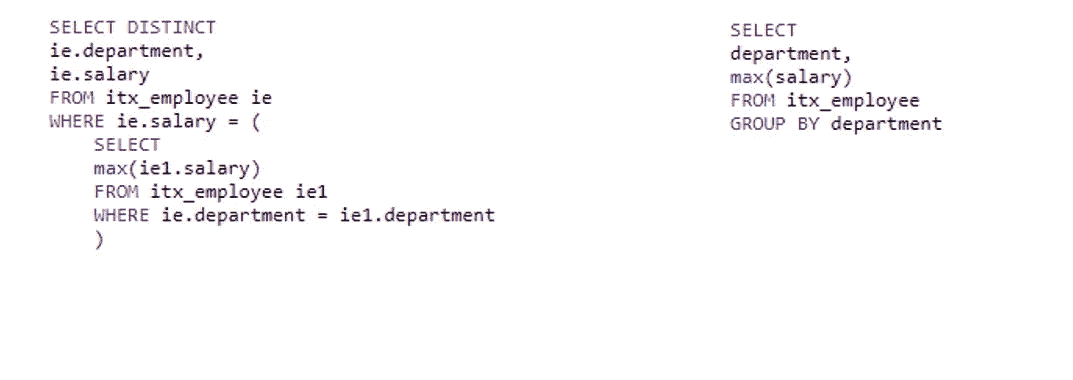 SELECT DISTINCT
ie.department,
ie.salary
FROM itx_employee ie
WHERE ie.salary = (
SELECT
max(ie1.salary)
FROM itx_employee ie1
WHERE ie.department = ie1.department
)
SELECT
department,
max(salary)
FROM itx_employee
GROUP BY department